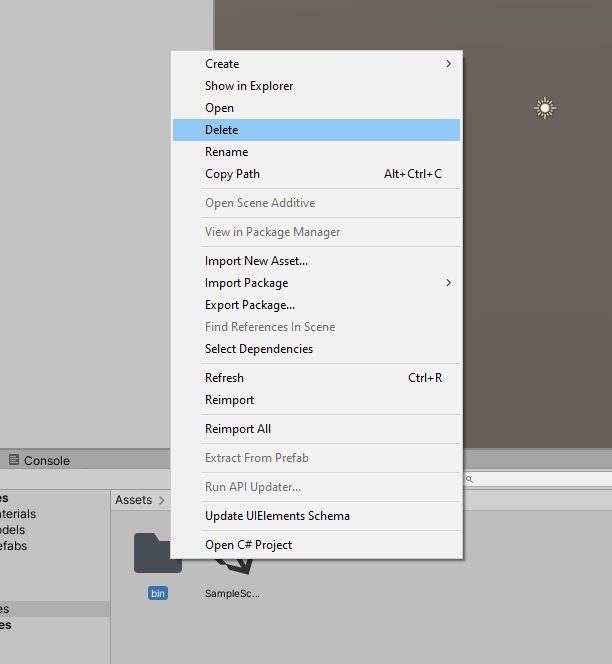 Create
Show in Explorer
Open
Delete
Rename
Copy Path Alt+Ctrl+C
Open Scene Additive
View in Package Manager
Import New Asset...
Import Package
Export Package...
Find References In Scene
Select Dependencies
Refresh Ctrl+R
Reimport
Reimport All
Extract From Prefab
Run API Updater...
Update UIElements Schema
Open C# Project
Console
es
aterials
odels
efabs
es
es
Assets >
bin
SampleSc...